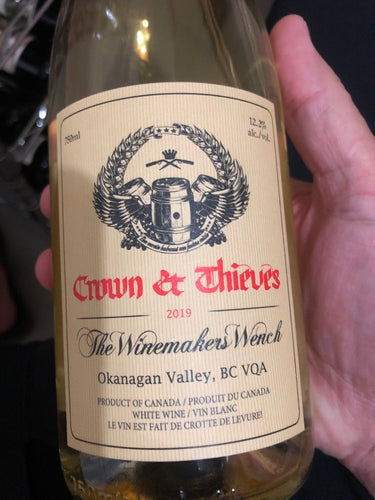 750ml
12.2%
alc./vol.
Crown & Thieves
2019
The Winemakers Wench
Okanagan Valley, BC VQA
PRODUCT OF CANADA / PRODUIT DU CANADA
WHITE WINE / VIN BLANC
LE VIN EST FAIT DE CROTTE DE LEVURE!